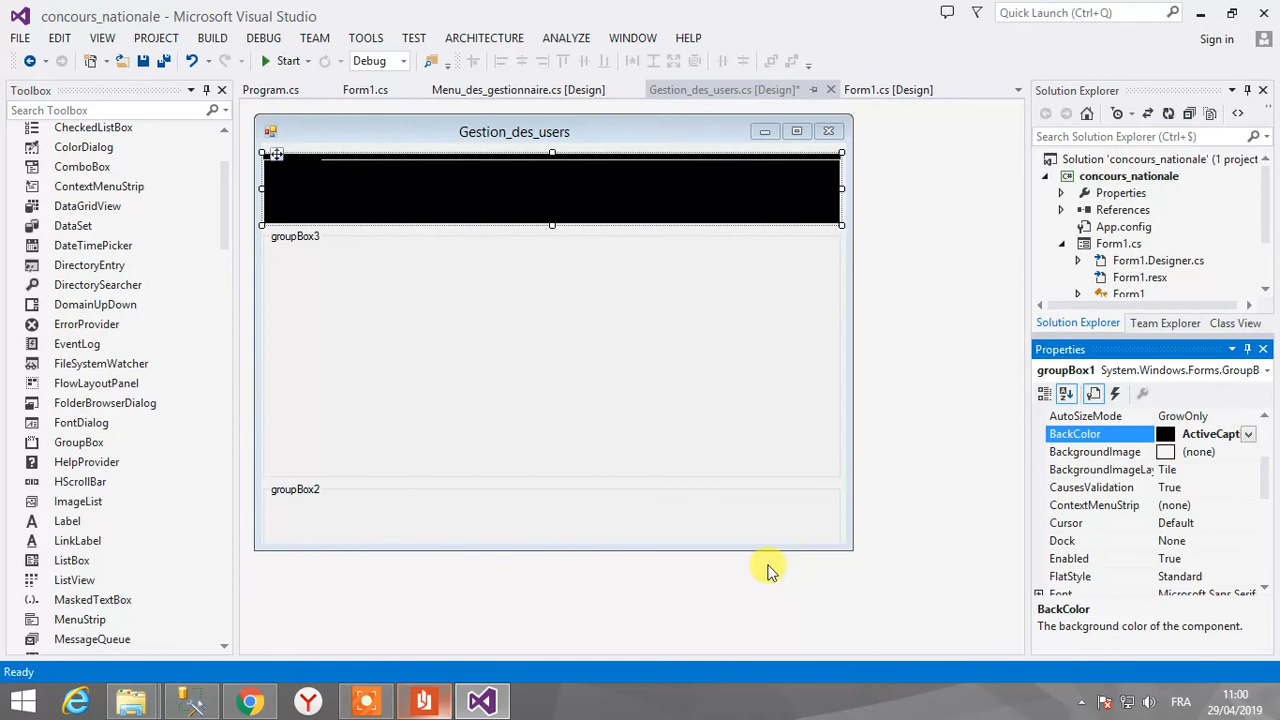 concours_nationale - Microsoft Visual Studio
Quick Launch (Ctrl+Q)
FILE EDIT VIEW PROJECT BUILD DEBUG TEAM TOOLS TEST ARCHITECTURE ANALYZE WINDOW HELP
Sign in
Start Debug
Toolbox
Search Toolbox
CheckedListBox
ColorDialog
ComboBox
ContextMenuStrip
DataGridView
DataSet
DateTimePicker
DirectoryEntry
DirectorySearcher
DomainUpDown
ErrorProvider
EventLog
FileSystemWatcher
FlowLayoutPanel
FolderBrowserDialog
FontDialog
GroupBox
HelpProvider
HScrollBar
ImageList
Label
LinkLabel
ListBox
ListView
MaskedTextBox
MenuStrip
MessageQueue
Program.cs Form1.cs Menu_des_gestionnaire.cs [Design] Gestion_des_users.cs [Design]* Form1.cs [Design]
Gestion_des_users
groupBox3
groupBox2
Solution Explorer
Search Solution Explorer (Ctrl+$)
Solution 'concours_nationale' (1 project
concours_nationale
Properties
References
App.config
Form1.cs
Form1.Designer.cs
Form1.resx
Form1
Solution Explorer Team Explorer Class View
Properties
groupBox1 System.Windows.Forms.GroupB
AutoSizeMode GrowOnly
BackColor ActiveCapt
BackgroundImage (none)
BackgroundImageLay Tile
CausesValidation True
ContextMenuStrip (none)
Cursor Default
Dock None
Enabled True
FlatStyle Standard
Font Microsoft Sans Serif
BackColor
The background color of the component.
Ready
FRA
11:00
29/04/2019